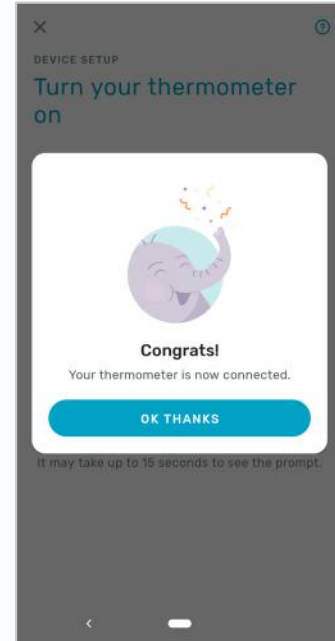 DEVICE SETUP
Turn your thermometer
on
Congrats!
Your thermometer is now connected.
OK THANKS
It may take up to 15 seconds to see the prompt.